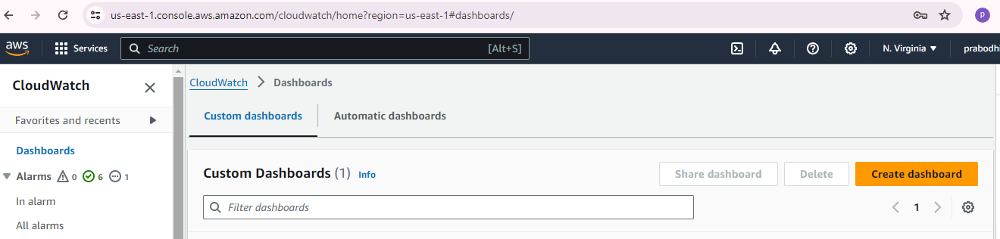 us-east-1.console.aws.amazon.com/cloudwatch/home?region=us-east-1#dashboards/
p
aws Services Search [Alt+S] N. Virginia prabodhi
CloudWatch
Favorites and recents
Dashboards
Alarms 0 6 1
In alarm
All alarms
CloudWatch Dashboards
Custom dashboards Automatic dashboards
Custom Dashboards (1) Info Share dashboard Delete Create dashboard
Filter dashboards 1